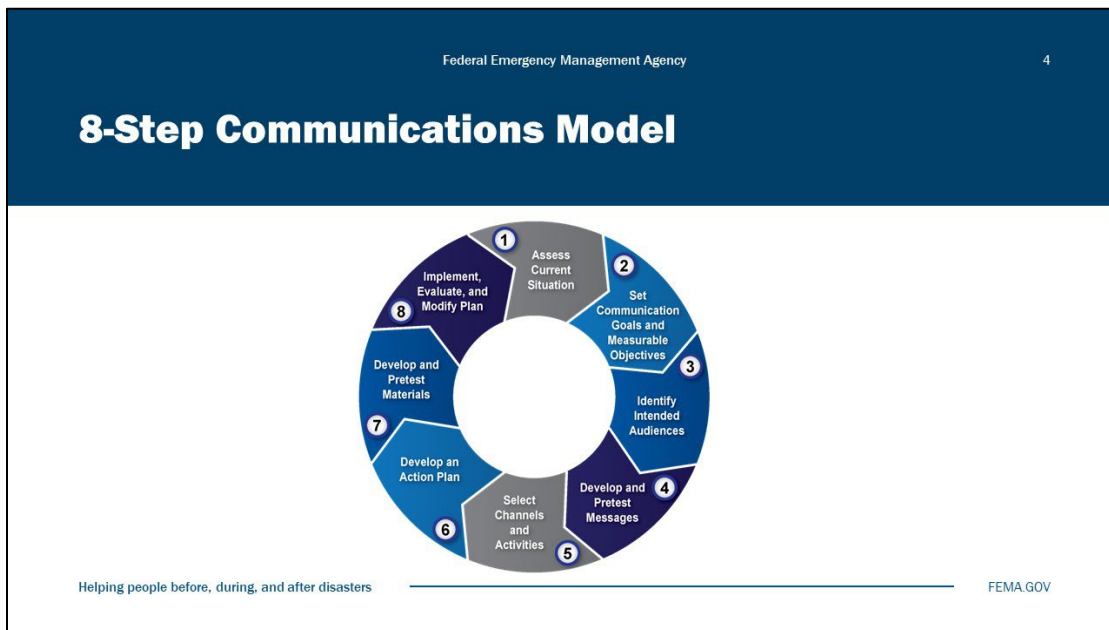 Federal Emergency Management Agency
4
8-Step Communications Model
1
Assess
Current
Situation
2
Set
Communication
Goals and
Measurable
Objectives
3
Identify
Intended
Audiences
4
Develop and
Pretest
Messages
5
Select
Channels
and
Activities
6
Develop an
Action Plan
7
Develop and
Pretest
Materials
8
Implement,
Evaluate, and
Modify Plan
Helping people before, during, and after disasters
FEMA.GOV